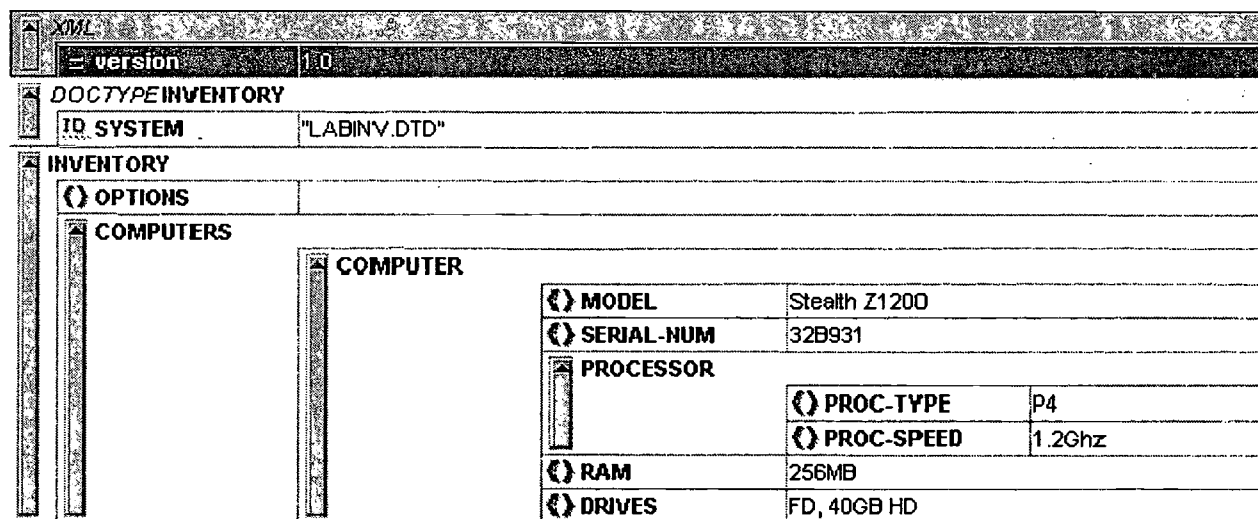 XML
= version 1.0
DOCTYPE INVENTORY
ID SYSTEM "LABINV.DTD"
INVENTORY
() OPTIONS
COMPUTERS
COMPUTER
() MODEL Stealth Z1200
() SERIAL-NUM 32B931
PROCESSOR
() PROC-TYPE P4
() PROC-SPEED 1.2Ghz
() RAM 256MB
() DRIVES FD, 40GB HD